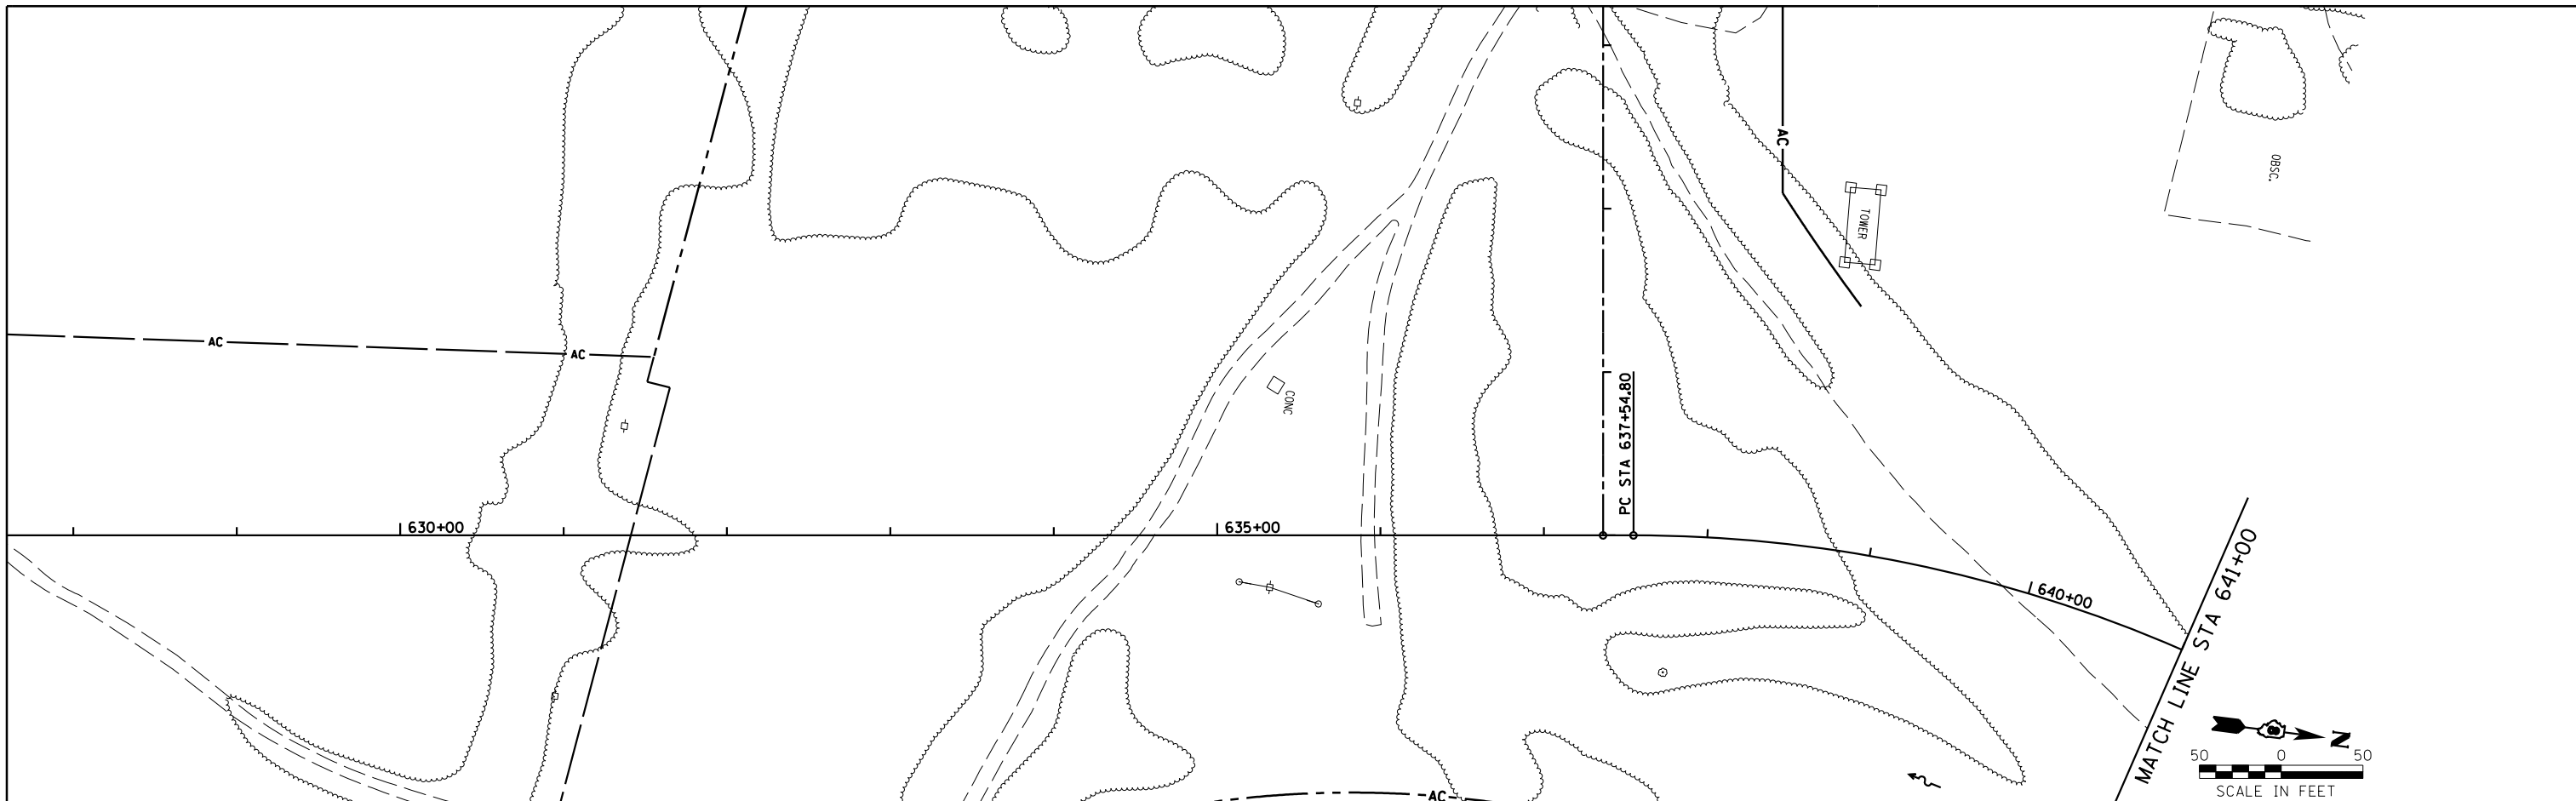 AC
OBSC.
TOWER
AC
AC
CONC
PC STA 637+54.80
630+00
635+00
640+00
MATCH LINE STA 641+00
N
50 0 50
SCALE IN FEET
AC